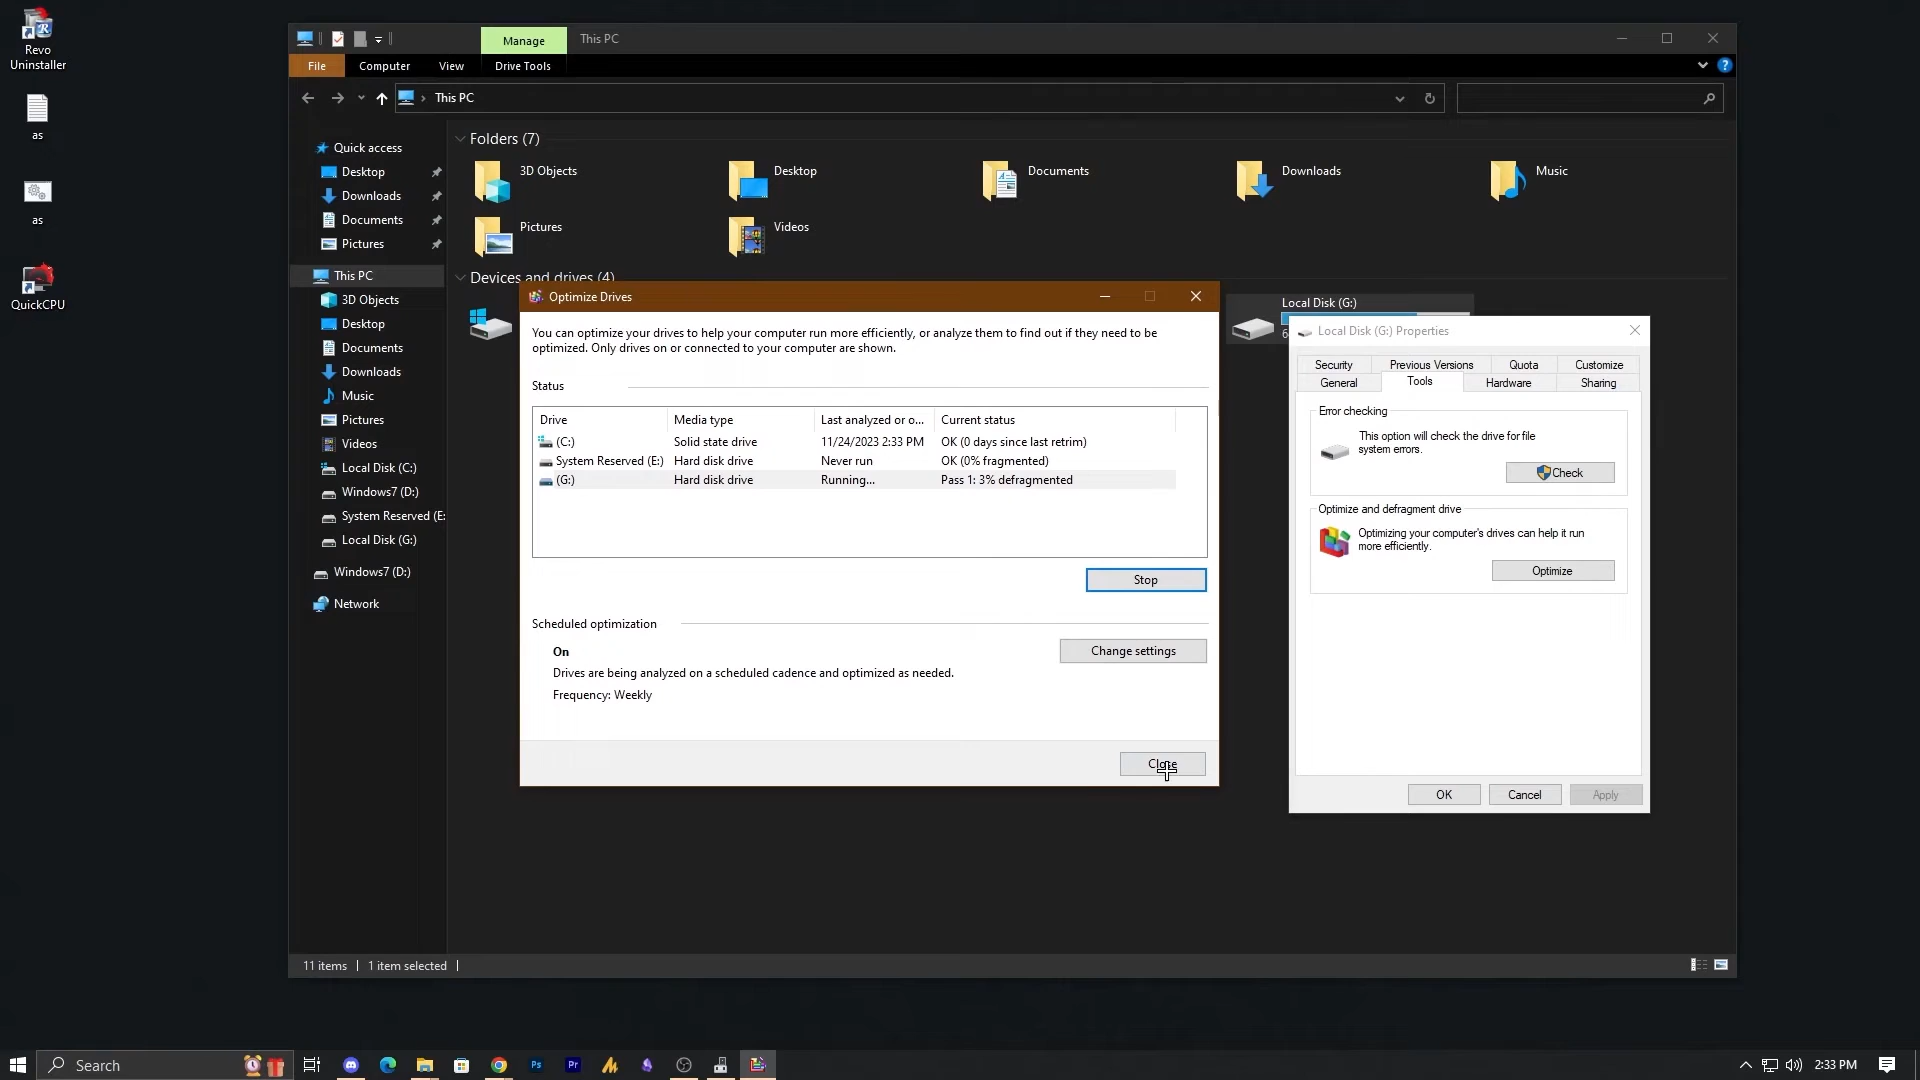 Revo
Uninstaller
as
as
QuickCPU
Manage
This PC
File
Computer
View
Drive Tools
This PC
Quick access
Desktop
Downloads
Documents
Pictures
This PC
3D Objects
Desktop
Documents
Downloads
Music
Pictures
Videos
Local Disk (C:)
Windows7 (D:)
System Reserved (E:
Local Disk (G:)
Windows7 (D:)
Network
Folders (7)
3D Objects
Desktop
Documents
Downloads
Music
Pictures
Videos
Devices and drives (4)
Local Disk (G:)
Optimize Drives
You can optimize your drives to help your computer run more efficiently, or analyze them to find out if they need to be
optimized. Only drives on or connected to your computer are shown.
Status
Drive Media type Last analyzed or o... Current status
(C:) Solid state drive 11/24/2023 2:33 PM OK (0 days since last retrim)
System Reserved (E:) Hard disk drive Never run OK (0% fragmented)
(G:) Hard disk drive Running... Pass 1: 3% defragmented
Stop
Scheduled optimization
On
Change settings
Drives are being analyzed on a scheduled cadence and optimized as needed.
Frequency: Weekly
Close
Local Disk (G:) Properties
Security Previous Versions Quota Customize
General Tools Hardware Sharing
Error checking
This option will check the drive for file
system errors.
Check
Optimize and defragment drive
Optimizing your computer's drives can help it run
more efficiently.
Optimize
OK Cancel Apply
11 items 1 item selected
Search
Ps
Pr
2:33 PM